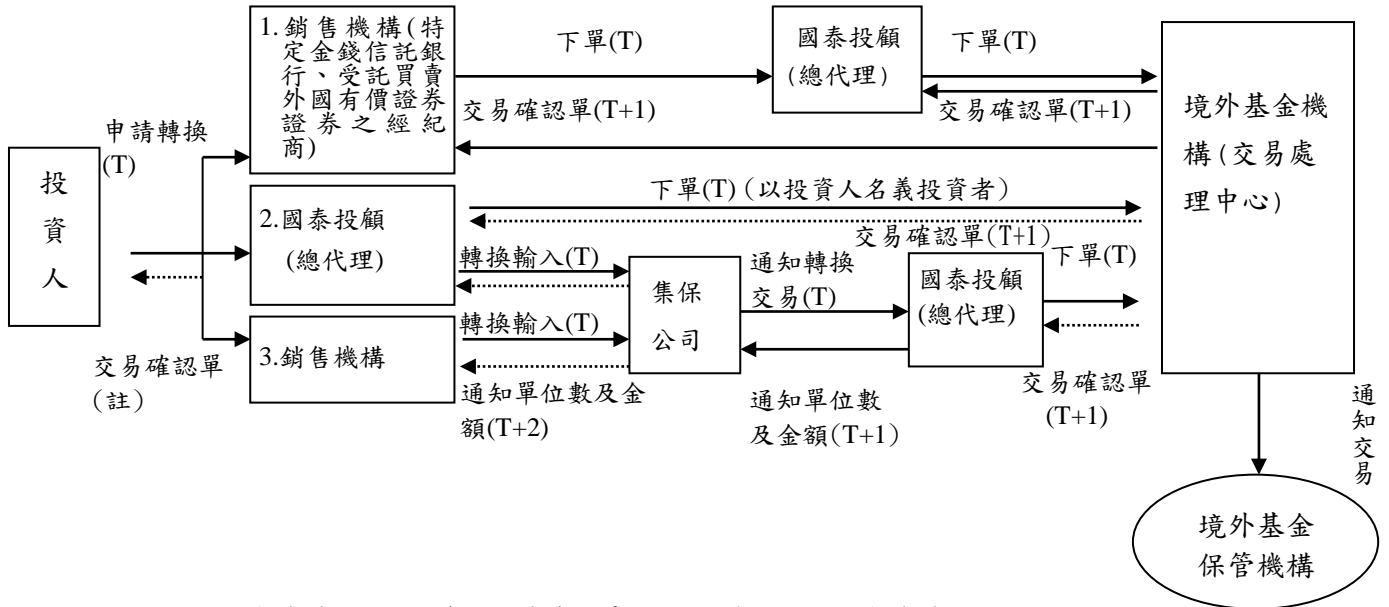 1.銷售機構(特
定金錢信託銀
行、受託買賣
外國有價證券
證券之經紀
商)
下單(T)
國泰投顧
(總代理)
下單(T)
交易確認單(T+1)
交易確認單(T+1)
境外基金機
構(交易處
理中心)
申請轉換
(T)
投
資
人
下單(T)(以投資人名義投資者)
交易確認單(T+1)
2.國泰投顧
(總代理)
轉換輸入(T)
集保
公司
通知轉換
交易(T)
國泰投顧
(總代理)
下單(T)
3.銷售機構
轉換輸入(T)
交易確認單
(註)
通知單位數及金
額(T+2)
通知單位數
及金額(T+1)
交易確認單
(T+1)
通
知
交
易
境外基金
保管機構